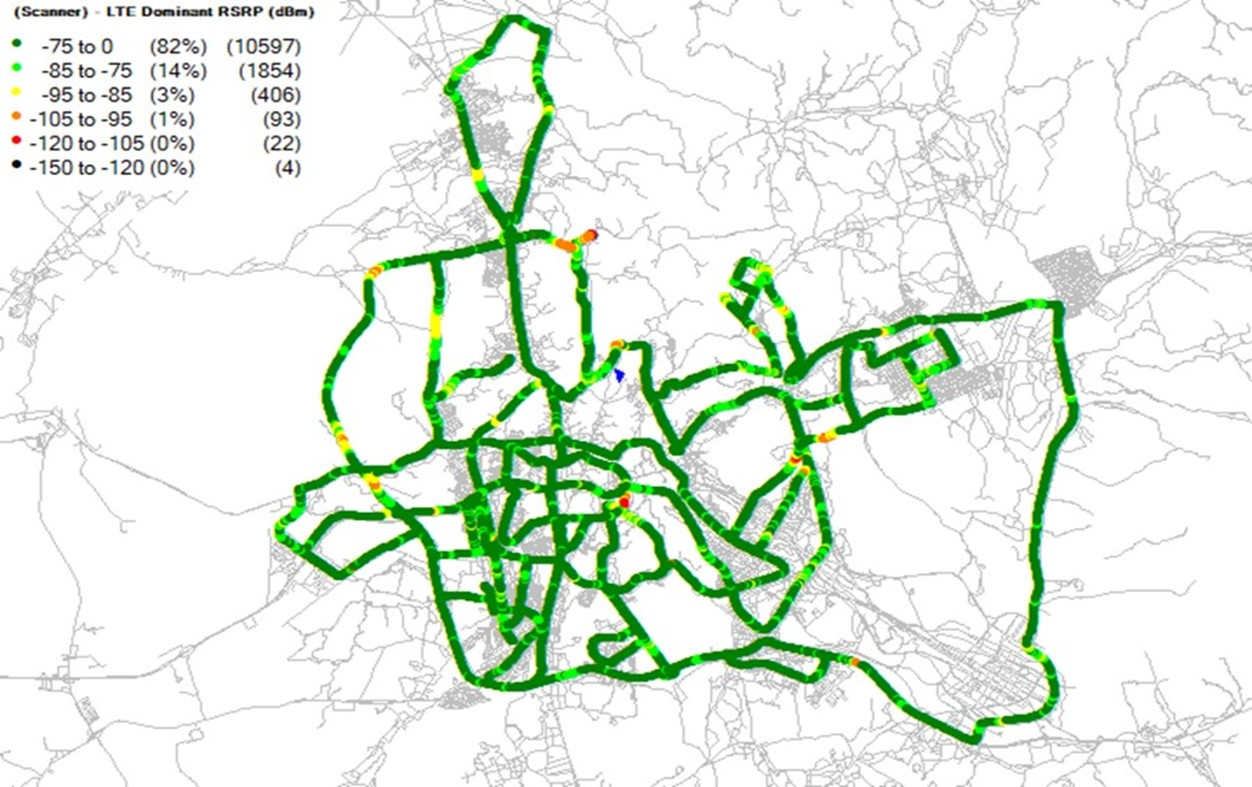 (Scanner) - LTE Dominant RSRP (dBm)
-75 to 0 (82%) (10597)
-85 to -75 (14%) (1854)
-95 to -85 (3%) (406)
-105 to -95 (1%) (93)
-120 to -105 (0%) (22)
-150 to -120 (0%) (4)